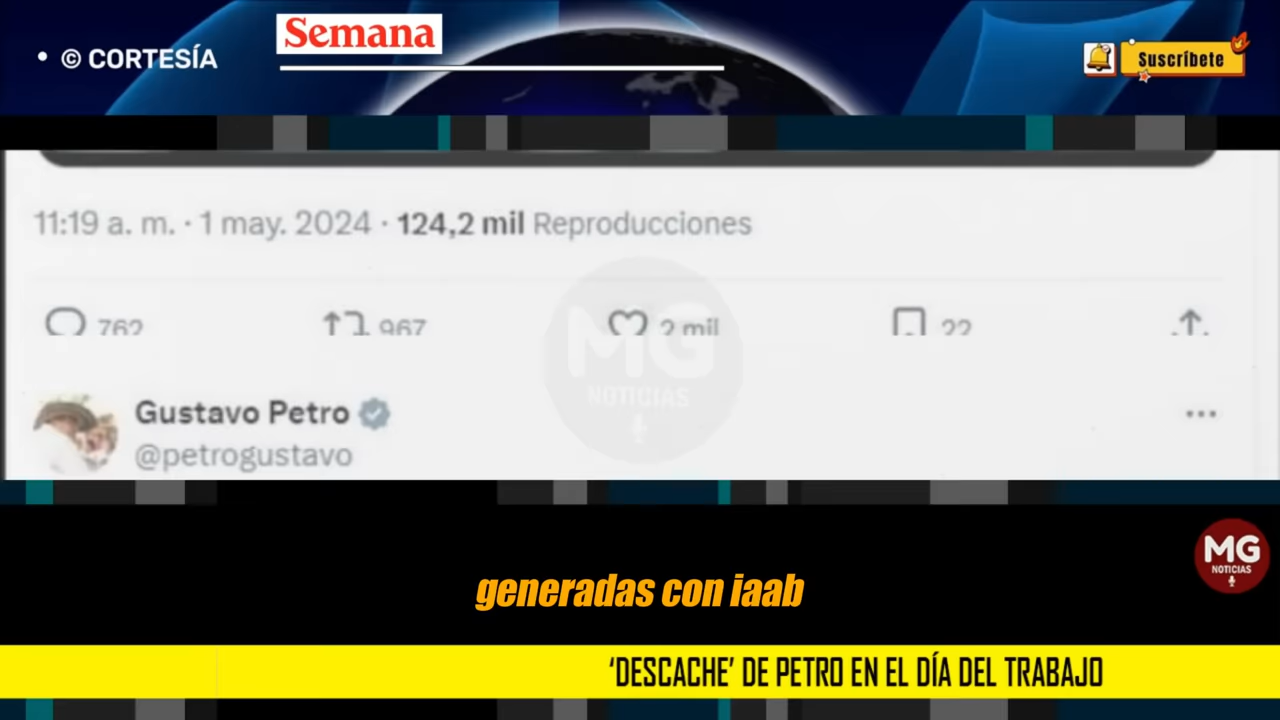 Semana
• © CORTESÍA
Suscríbete
11:19 a. m. · 1 may. 2024 · 124,2 mil Reproducciones
762 967 2 mil 22
MG
NOTICIAS
Gustavo Petro
@petrogustavo
MG
NOTICIAS
generadas con iaab
‘DESCACHE’ DE PETRO EN EL DÍA DEL TRABAJO